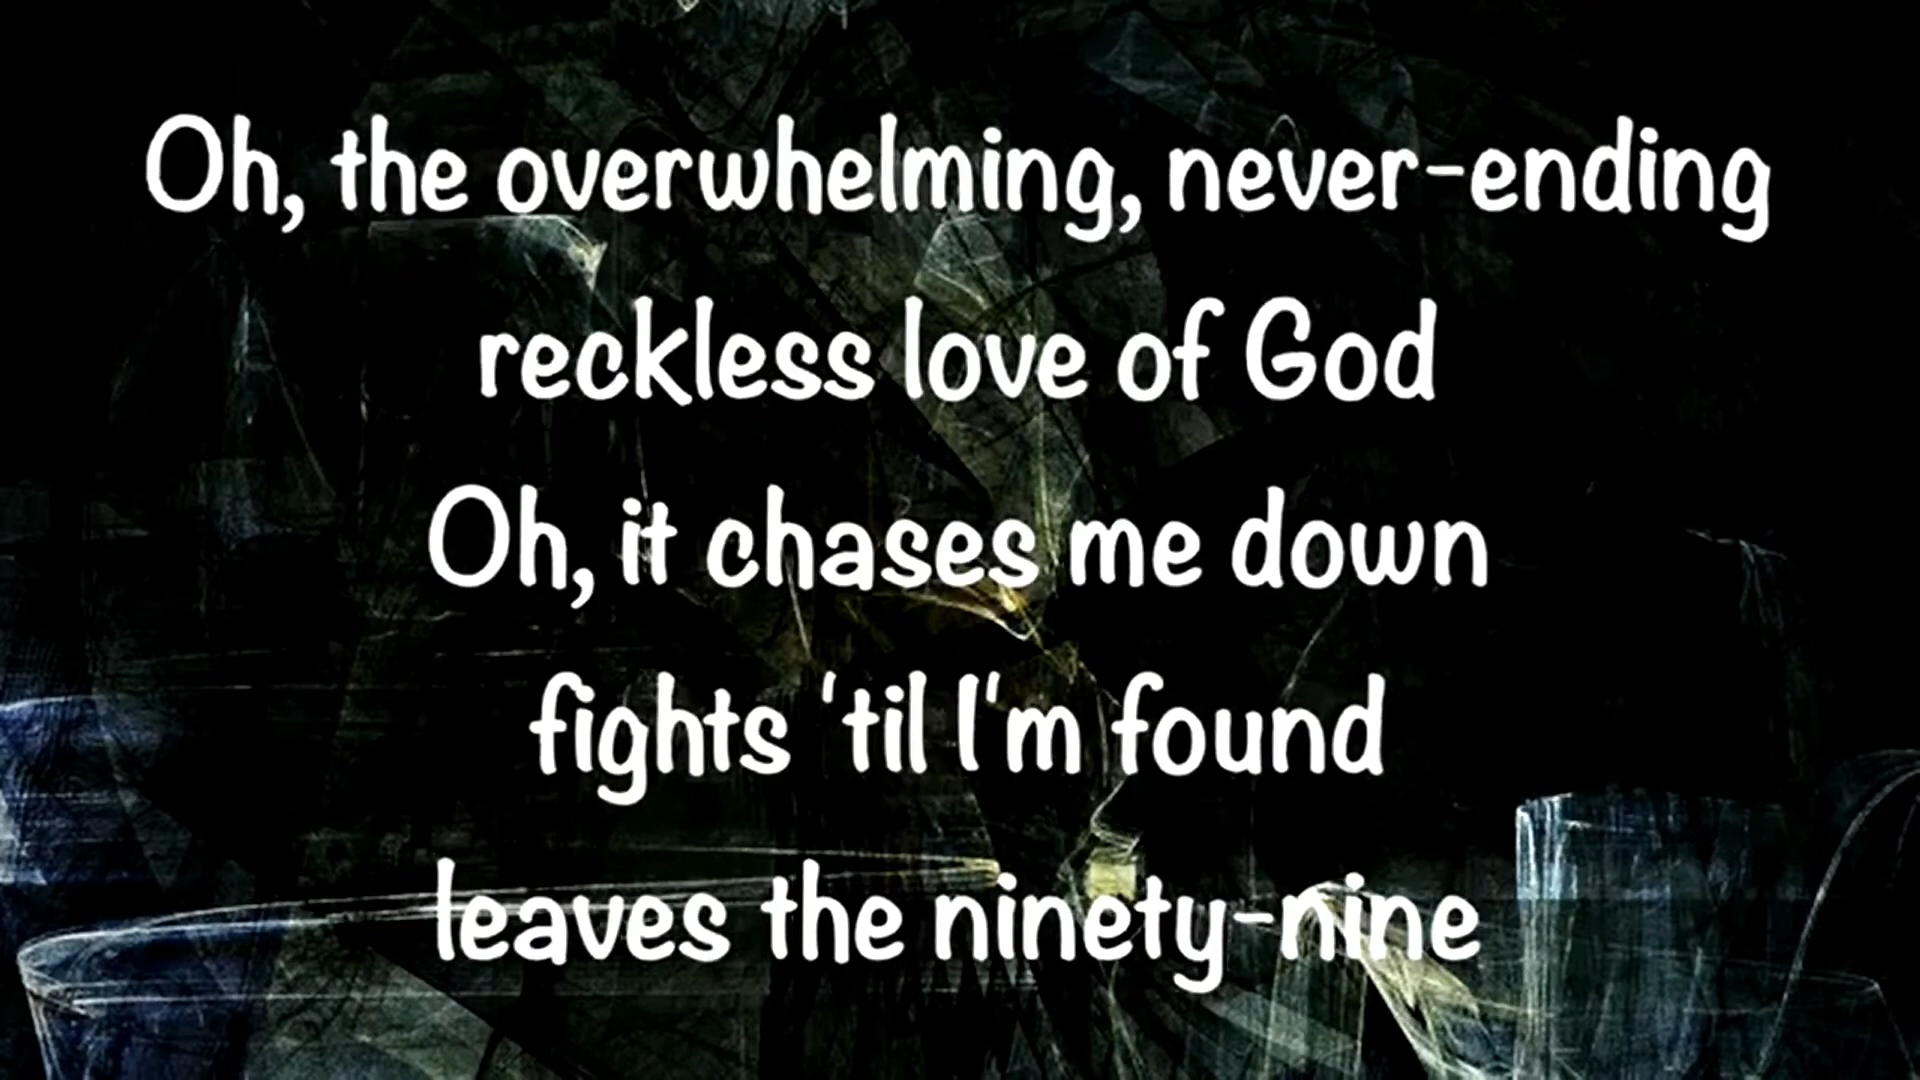 Oh, the overwhelming, never-ending
reckless love of God
Oh, it chases me down
fights 'til I'm found
leaves the ninety-nine